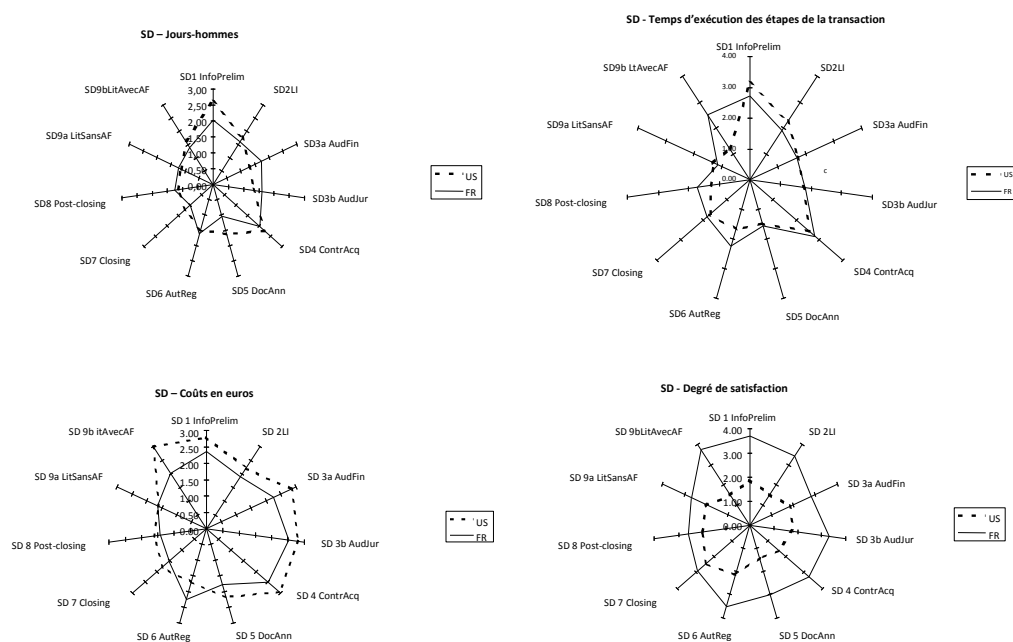 SD – Jours-hommes
SD1 InfoPrelim
3,00
2,50
2,00
1,50
1,00
0,50
0,00
SD2LI
SD3a AudFin
SD3b AudJur
SD4 ContrAcq
SD5 DocAnn
SD6 AutReg
SD7 Closing
SD8 Post-closing
SD9a LitSansAF
SD9bLitAvecAF
US
FR
SD - Temps d'exécution des étapes de la transaction
SD1 InfoPrelim
4.00
3.00
2.00
1.00
0.00
SD2LI
SD3a AudFin
c
SD3b AudJur
SD4 ContrAcq
SD5 DocAnn
SD6 AutReg
SD7 Closing
SD8 Post-closing
SD9a LitSansAF
SD9b LtAvecAF
US
FR
SD – Coûts en euros
SD 1 InfoPrelim
3.00
2.50
2.00
1.50
1.00
0.50
0.00
SD 2LI
SD 3a AudFin
SD 3b AudJur
SD 4 ContrAcq
SD 5 DocAnn
SD 6 AutReg
SD 7 Closing
SD 8 Post-closing
SD 9a LitSansAF
SD 9b itAvecAF
US
FR
SD - Degré de satisfaction
SD 1 InfoPrelim
4.00
3.00
2.00
1.00
0.00
SD 2LI
SD 3a AudFin
SD 3b AudJur
SD 4 ContrAcq
SD 5 DocAnn
SD 6 AutReg
SD 7 Closing
SD 8 Post-closing
SD 9a LitSansAF
SD 9bLitAvecAF
US
FR